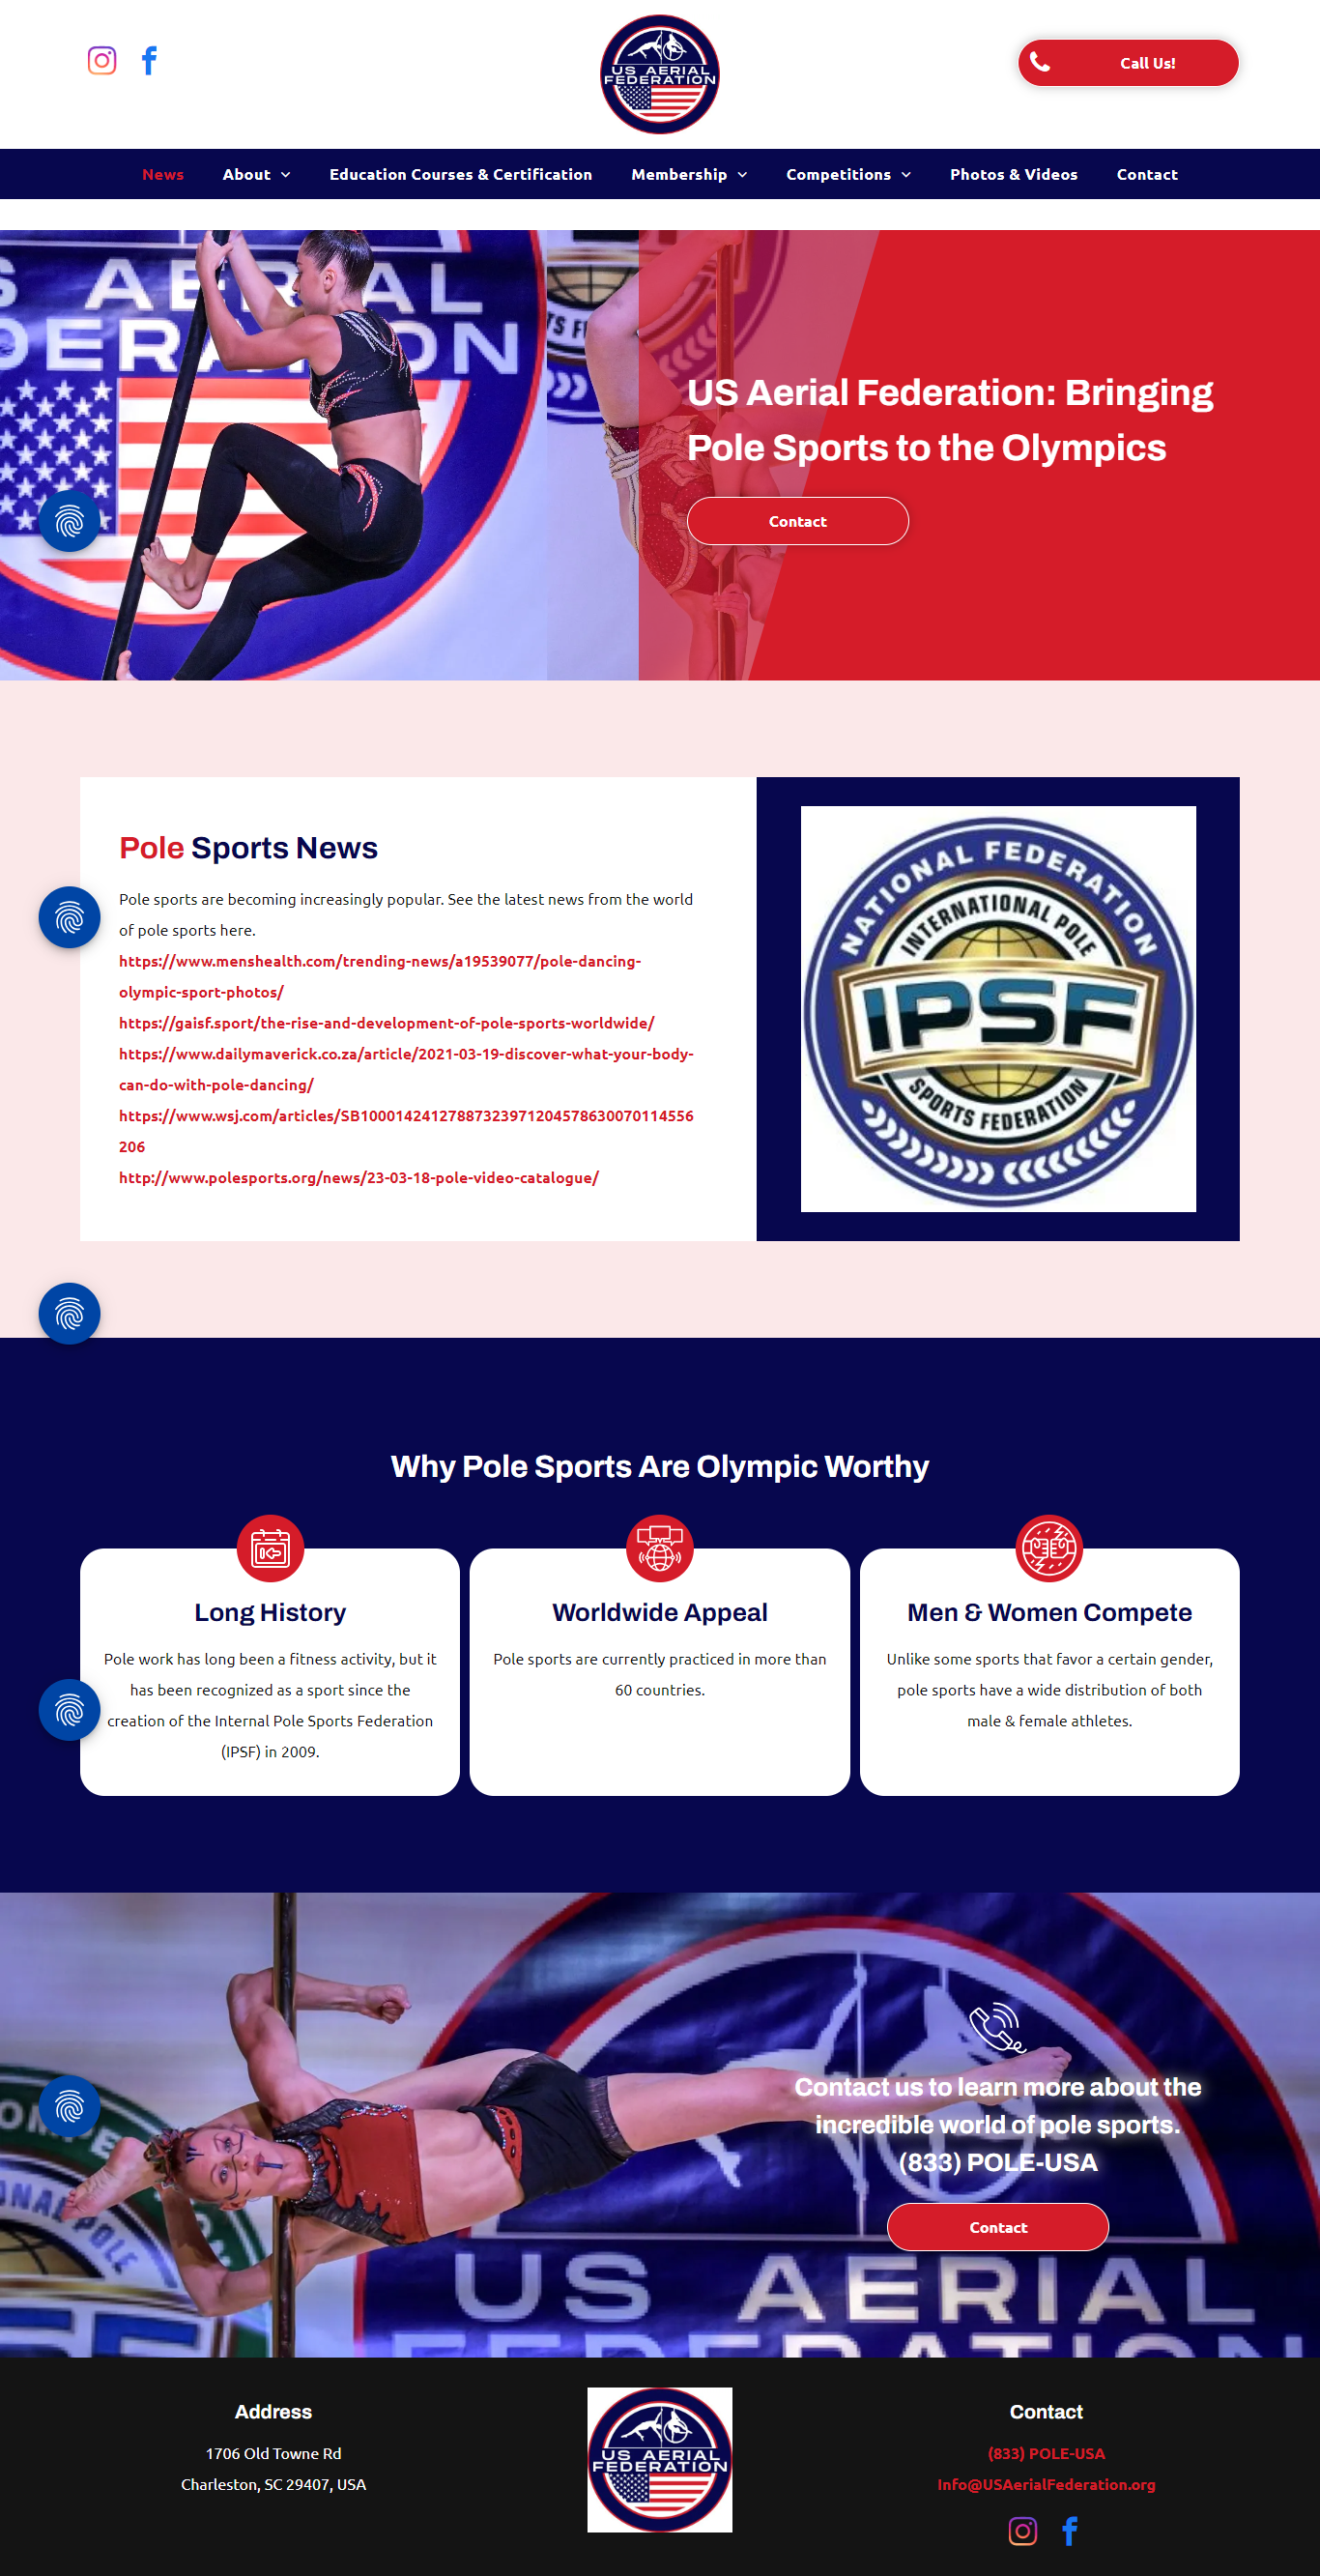 US AERIAL
FEDERATION
Call Us!
News
About
Education Courses & Certification
Membership
Competitions
Photos & Videos
Contact
S AERIAL
DERATION
US Aerial Federation: Bringing
Pole Sports to the Olympics
Contact
Pole Sports News
Pole sports are becoming increasingly popular. See the latest news from the world
of pole sports here.
https://www.menshealth.com/trending-news/a19539077/pole-dancing-
olympic-sport-photos/
https://gaisf.sport/the-rise-and-development-of-pole-sports-worldwide/
https://www.dailymaverick.co.za/article/2021-03-19-discover-what-your-body-
can-do-with-pole-dancing/
https://www.wsj.com/articles/SB10001424127887323971204578630070114556
206
http://www.polesports.org/news/23-03-18-pole-video-catalogue/
NATIONAL FEDERATION
INTERNATIONAL POLE
IPSF
SPORTS FEDERATION
Why Pole Sports Are Olympic Worthy
Long History
Pole work has long been a fitness activity, but it
has been recognized as a sport since the
creation of the Internal Pole Sports Federation
(IPSF) in 2009.
Worldwide Appeal
Pole sports are currently practiced in more than
60 countries.
Men & Women Compete
Unlike some sports that favor a certain gender,
pole sports have a wide distribution of both
male & female athletes.
Contact us to learn more about the
incredible world of pole sports.
(833) POLE-USA
Contact
ONAL POLE
US AERIAL
FEDERATION
Address
1706 Old Towne Rd
Charleston, SC 29407, USA
US AERIAL
FEDERATION
Contact
(833) POLE-USA
Info@USAerialFederation.org